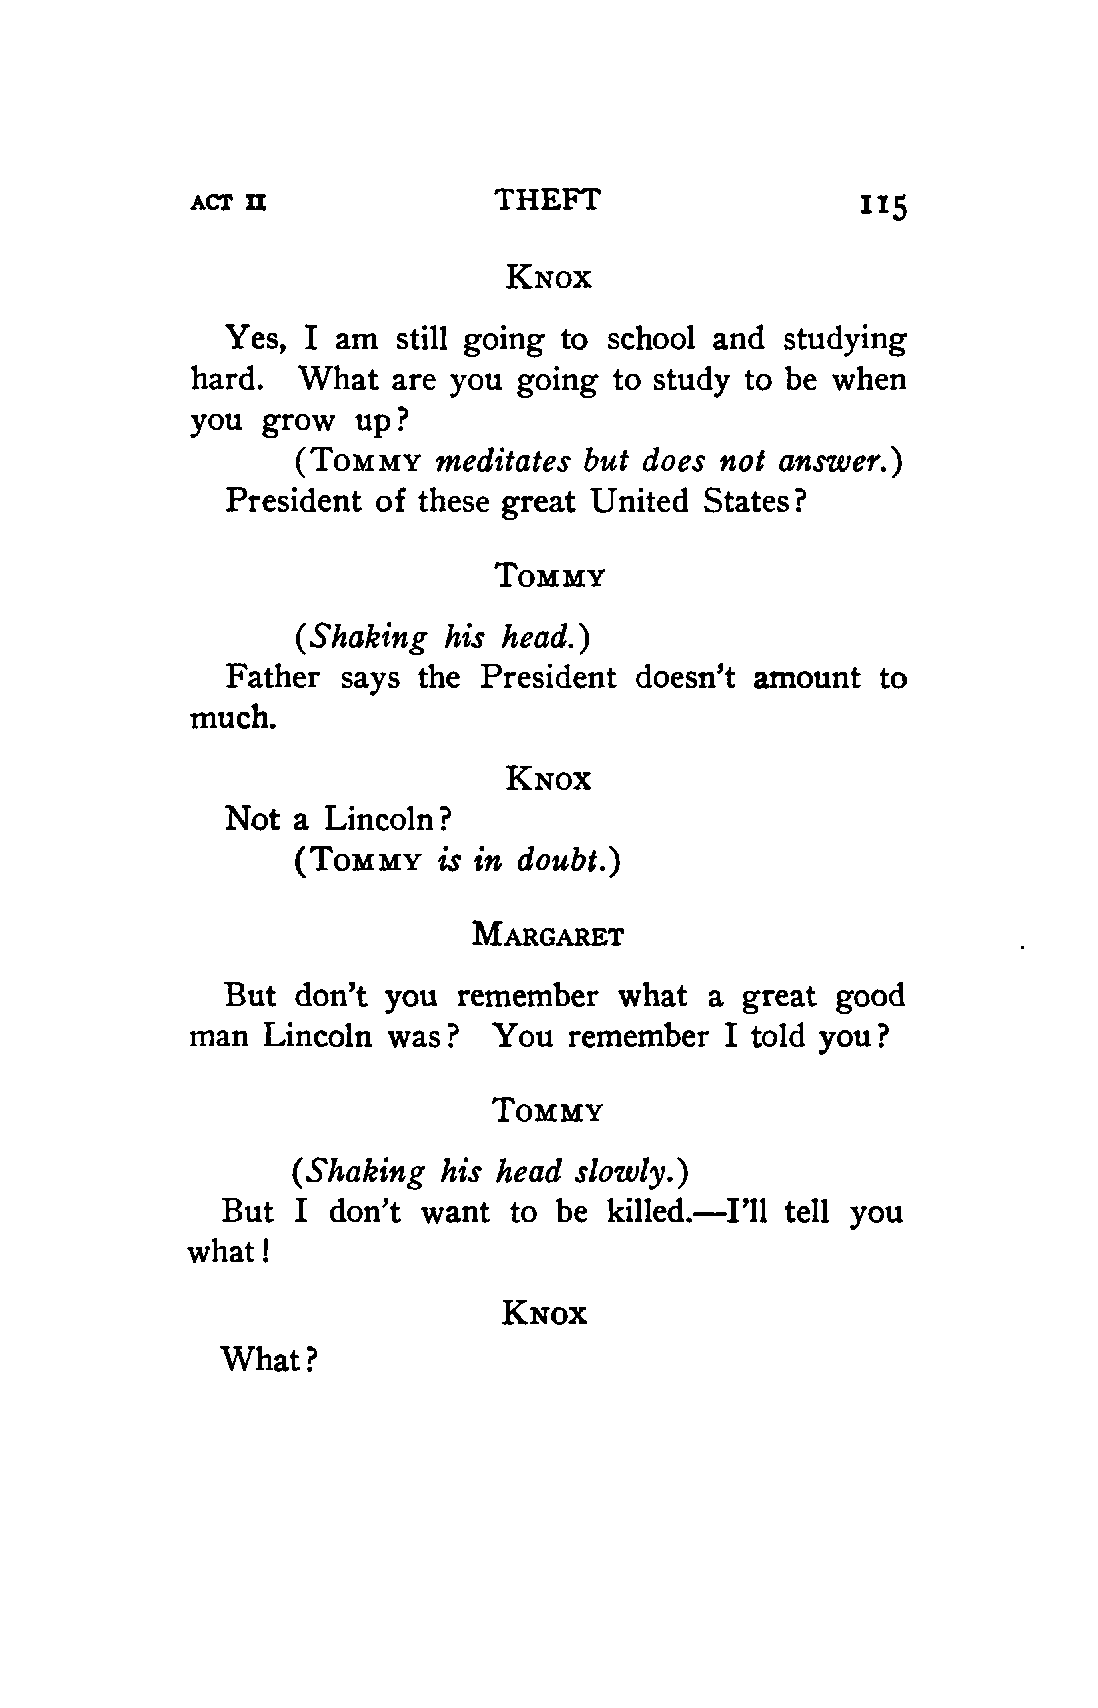 ACT II THEFT 115
KNOX
Yes, I am still going to school and studying
hard. What are you going to study to be when
you grow up?
(TOMMY meditates but does not answer.)
President of these great United States?
TOMMY
(Shaking his head.)
Father says the President doesn't amount to
much.
KNOX
Not a Lincoln?
(TOMMY is in doubt.)
MARGARET
But don't you remember what a great good
man Lincoln was? You remember I told you?
TOMMY
(Shaking his head slowly.)
But I don't want to be killed.—I'll tell you
what!
KNOX
What?